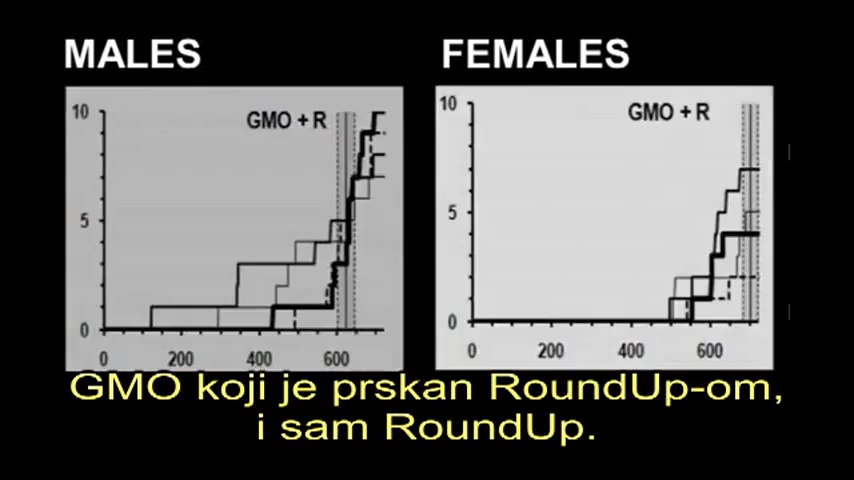 MALES
FEMALES
10
GMO + R
5
0
0
200
400
600
10
GMO + R
5
0
0
200
400
600
GMO koji je prskan RoundUp-om,
i sam RoundUp.